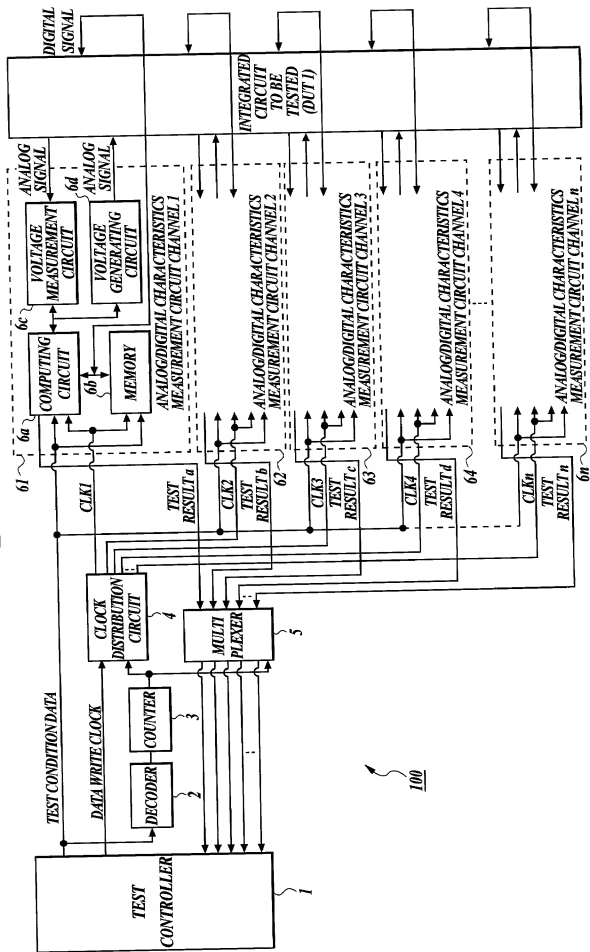 TEST
CONTROLLER
1
TEST CONDITION DATA
DATA WRITE CLOCK
DECODER
2
COUNTER
3
CLOCK
DISTRIBUTION
CIRCUIT
4
MULTI
PLEXER
5
100
61
CLK1
TEST
RESULT a
6a
COMPUTING
CIRCUIT
6b
MEMORY
6c
VOLTAGE
MEASUREMENT
CIRCUIT
6d
VOLTAGE
GENERATING
CIRCUIT
ANALOG
SIGNAL
ANALOG
SIGNAL
DIGITAL
SIGNAL
ANALOG/DIGITAL CHARACTERISTICS
MEASUREMENT CIRCUIT CHANNEL 1
CLK2
TEST
RESULT b
62
ANALOG/DIGITAL CHARACTERISTICS
MEASUREMENT CIRCUIT CHANNEL 2
CLK3
TEST
RESULT c
63
ANALOG/DIGITAL CHARACTERISTICS
MEASUREMENT CIRCUIT CHANNEL 3
CLK4
TEST
RESULT d
64
ANALOG/DIGITAL CHARACTERISTICS
MEASUREMENT CIRCUIT CHANNEL 4
CLKn
TEST
RESULT n
6n
ANALOG/DIGITAL CHARACTERISTICS
MEASUREMENT CIRCUIT CHANNEL n
INTEGRATED
CIRCUIT
TO BE
TESTED
(DUT 1)